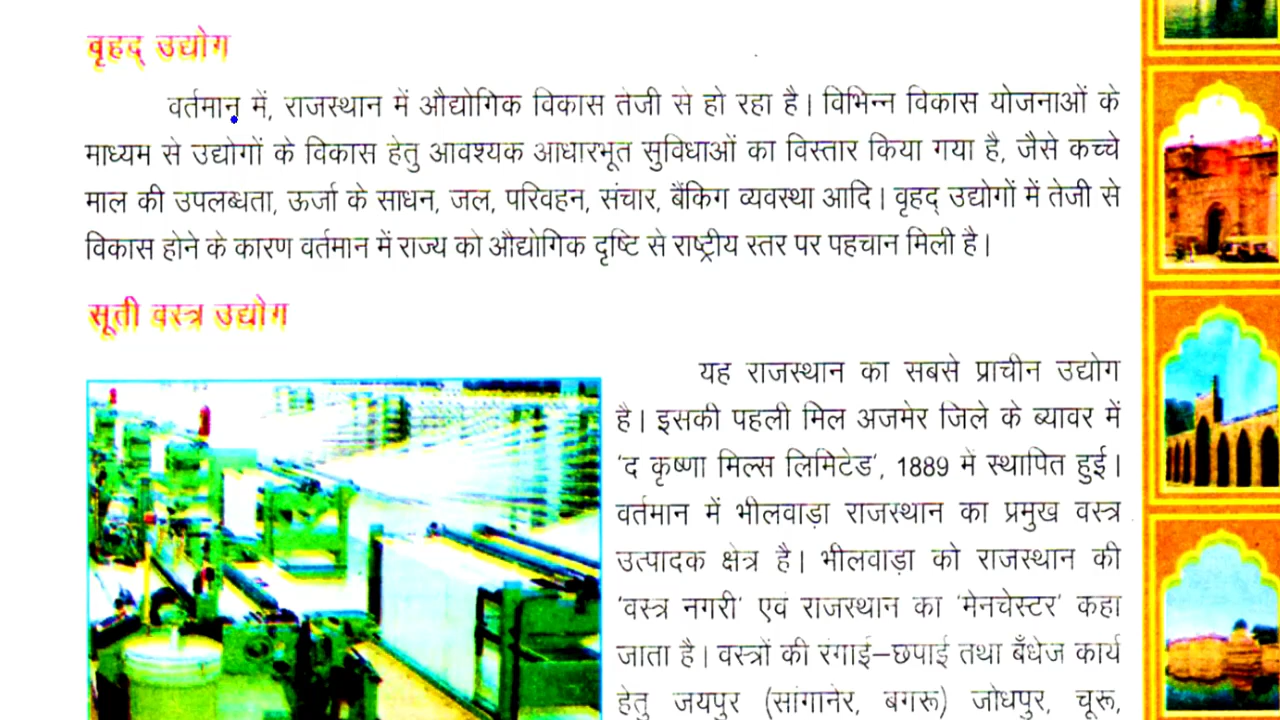 वृहद् उद्योग
वर्तमान में, राजस्थान में औद्योगिक विकास तेजी से हो रहा है। विभिन्न विकास योजनाओं के
माध्यम से उद्योगों के विकास हेतु आवश्यक आधारभूत सुविधाओं का विस्तार किया गया है, जैसे कच्चे
माल की उपलब्धता, ऊर्जा के साधन, जल, परिवहन, संचार, बैंकिग व्यवस्था आदि। वृहद् उद्योगों में तेजी से
विकास होने के कारण वर्तमान में राज्य को औद्योगिक दृष्टि से राष्ट्रीय स्तर पर पहचान मिली है।
सूती वस्त्र उद्योग
यह राजस्थान का सबसे प्राचीन उद्योग
है। इसकी पहली मिल अजमेर जिले के ब्यावर में
'द कृष्णा मिल्स लिमिटेड', 1889 में स्थापित हुई।
वर्तमान में भीलवाड़ा राजस्थान का प्रमुख वस्त्र
उत्पादक क्षेत्र है। भीलवाड़ा को राजस्थान की
'वस्त्र नगरी' एवं राजस्थान का 'मेनचेस्टर' कहा
जाता है। वस्त्रों की रंगाई–छपाई तथा बँधेज कार्य
हेतु जयपुर (सांगानेर, बगरू) जोधपुर, चूरू,